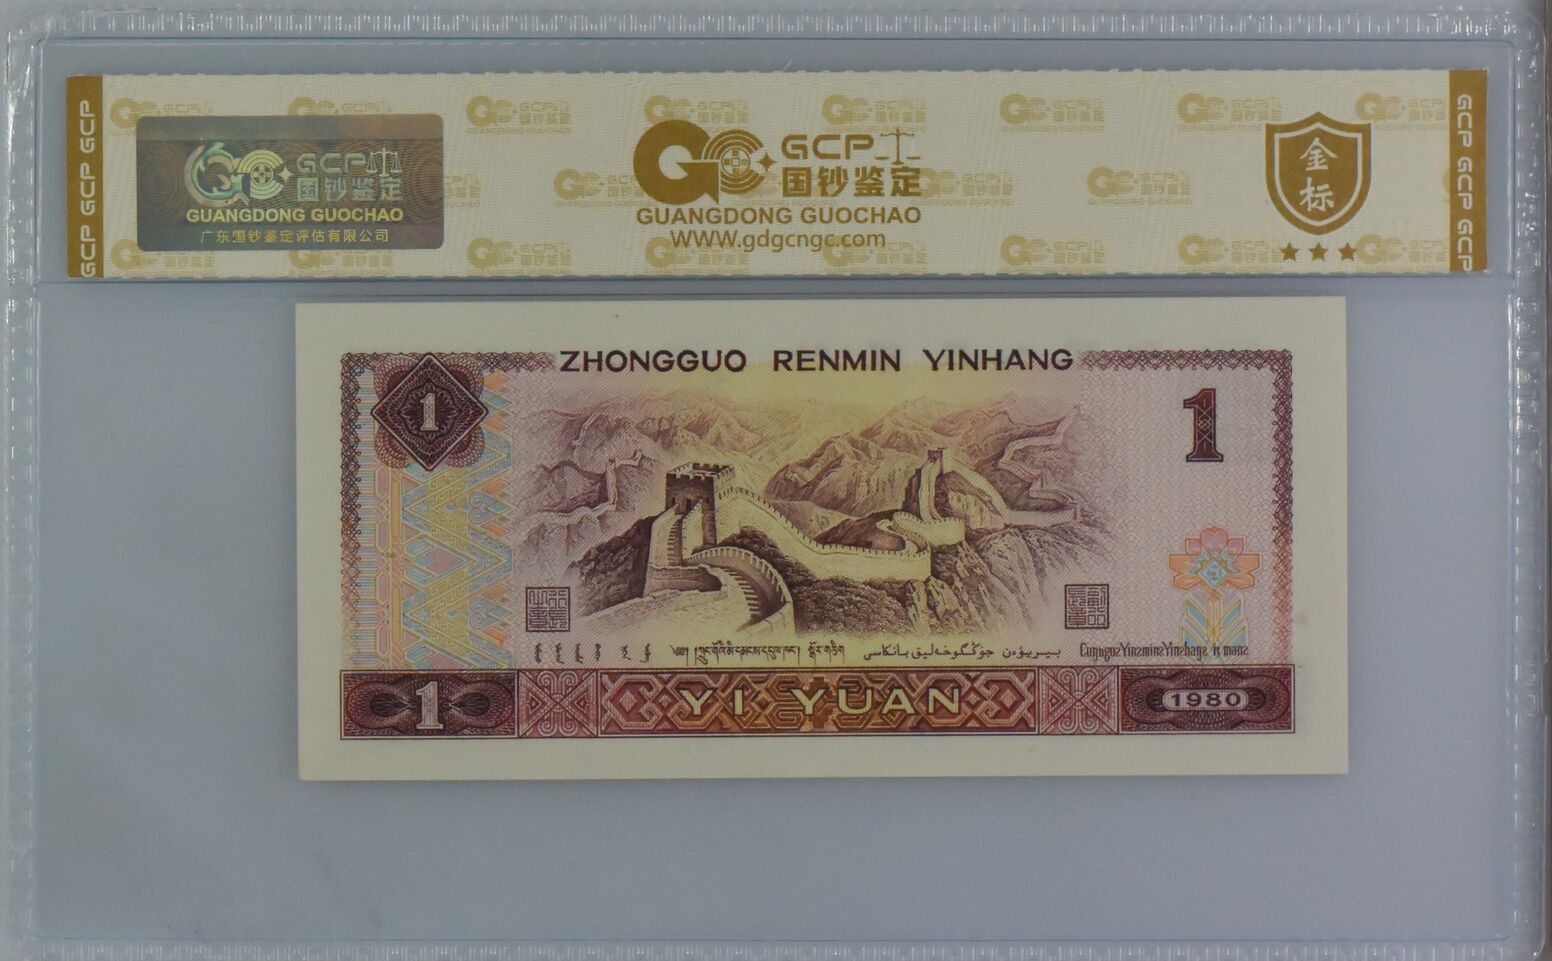 GCP GCP GCP
GCP 国钞鉴定
GUANGDONG GUOCHAO
广东国钞鉴定评估有限公司
GCP
国钞鉴定
GUANGDONG GUOCHAO
WWW.gdgcngc.com
金标
GCP GCP GCP
ZHONGGUO RENMIN YINHANG
1
1
YI YUAN
1
1980